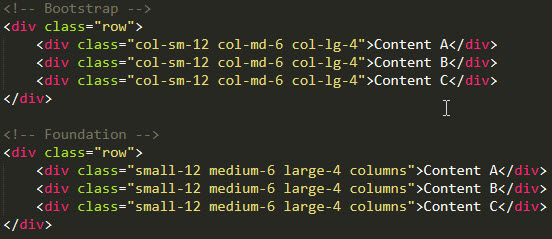 <!-- Bootstrap -->
<div class="row">
    <div class="col-sm-12 col-md-6 col-lg-4">Content A</div>
    <div class="col-sm-12 col-md-6 col-lg-4">Content B</div>
    <div class="col-sm-12 col-md-6 col-lg-4">Content C</div>
</div>

<!-- Foundation -->
<div class="row">
    <div class="small-12 medium-6 large-4 columns">Content A</div>
    <div class="small-12 medium-6 large-4 columns">Content B</div>
    <div class="small-12 medium-6 large-4 columns">Content C</div>
</div>